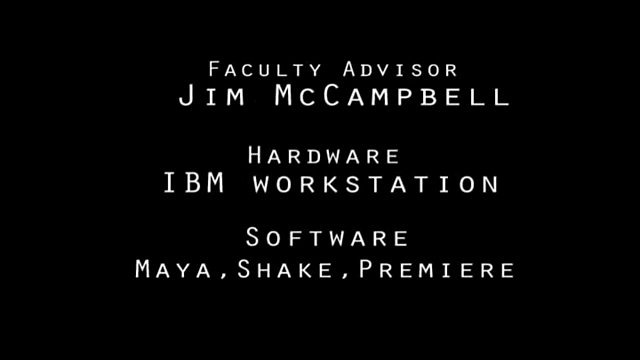 Faculty Advisor
Jim McCampbell
Hardware
IBM workstation
Software
Maya,Shake,Premiere